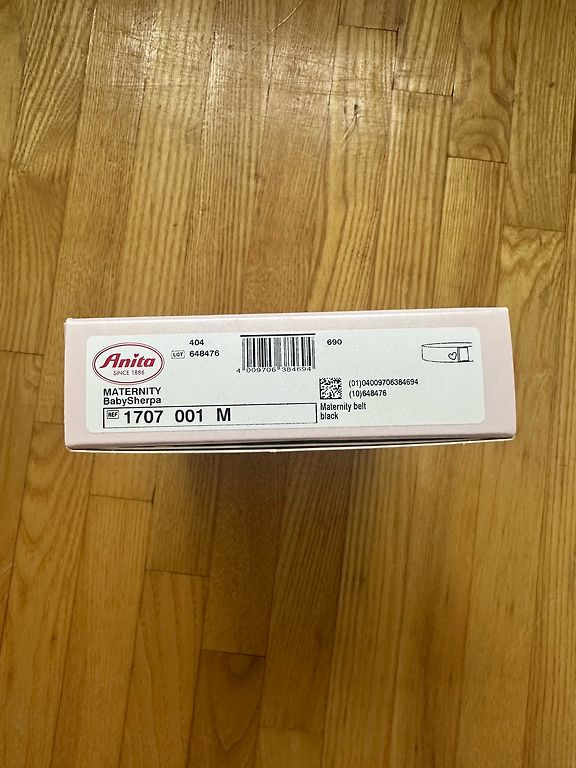 Anita
SINCE 1886
MATERNITY
BabySherpa
REF 1707 001 M
404
LOT 648476
4 009706 384694
690
(01)04009706384694
(10)648476
Maternity belt
black